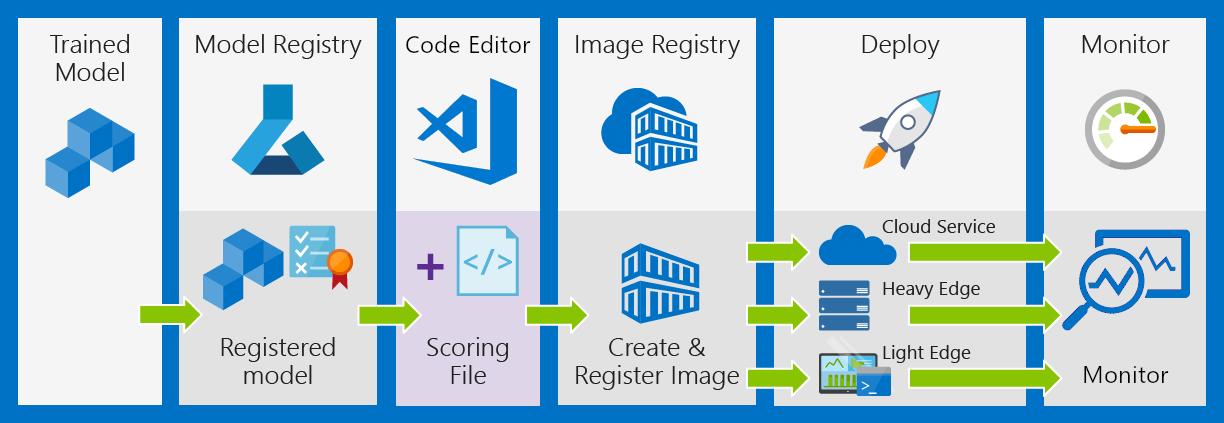 Trained
Model
Model Registry
Code Editor
Image Registry
Deploy
Monitor
Registered
model
+
</>
Scoring
File
Create &
Register Image
Cloud Service
Heavy Edge
Light Edge
Monitor